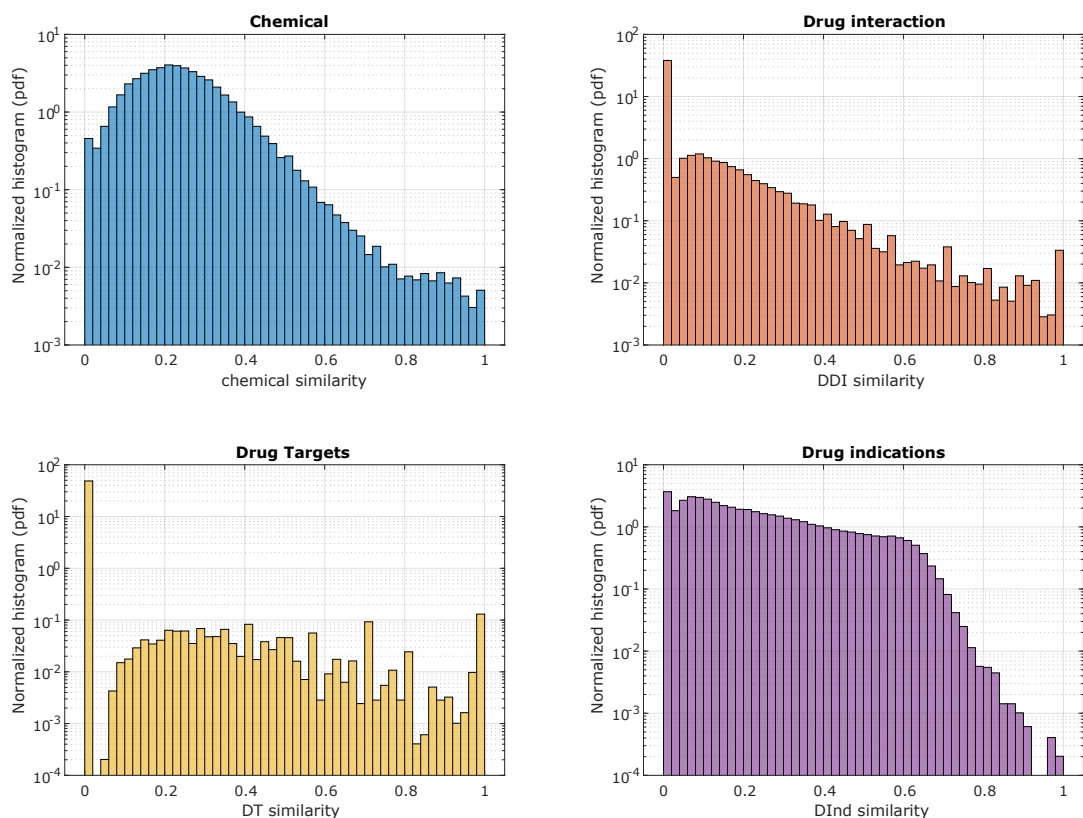 Chemical
Normalized histogram (pdf)
10^1
10^0
10^-1
10^-2
10^-3
0 0.2 0.4 0.6 0.8 1
chemical similarity
Drug interaction
Normalized histogram (pdf)
10^2
10^1
10^0
10^-1
10^-2
10^-3
0 0.2 0.4 0.6 0.8 1
DDI similarity
Drug Targets
Normalized histogram (pdf)
10^2
10^1
10^0
10^-1
10^-2
10^-3
10^-4
0 0.2 0.4 0.6 0.8 1
DT similarity
Drug indications
Normalized histogram (pdf)
10^1
10^0
10^-1
10^-2
10^-3
10^-4
0 0.2 0.4 0.6 0.8 1
DInd similarity